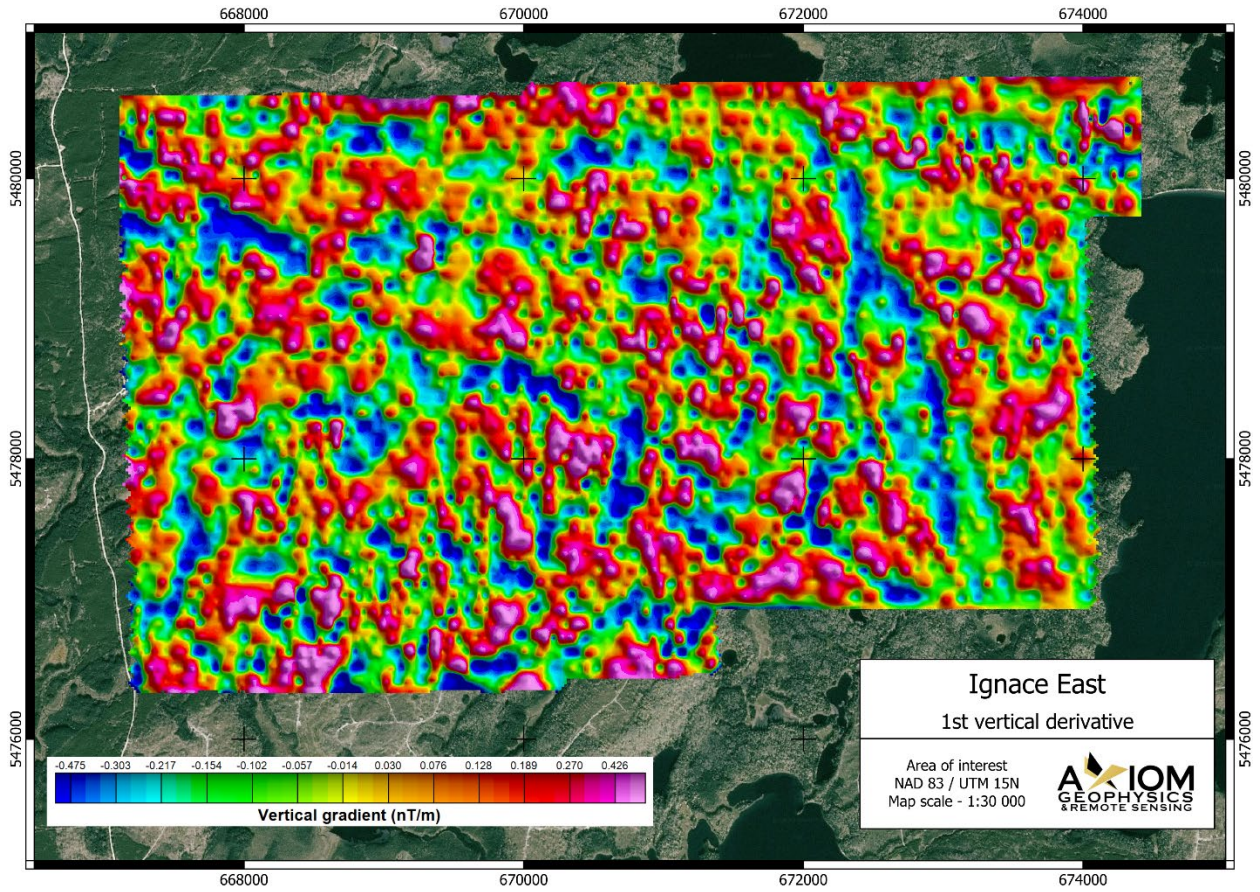 668000 670000 672000 674000
5480000 5480000
5478000 5478000
5476000 5476000
-0.475 -0.303 -0.217 -0.154 -0.102 -0.057 -0.014 0.030 0.076 0.128 0.189 0.270 0.426
Vertical gradient (nT/m)
Ignace East
1st vertical derivative
Area of interest
NAD 83 / UTM 15N
Map scale - 1:30 000
AXIOM
GEOPHYSICS
& REMOTE SENSING
668000 670000 672000 674000